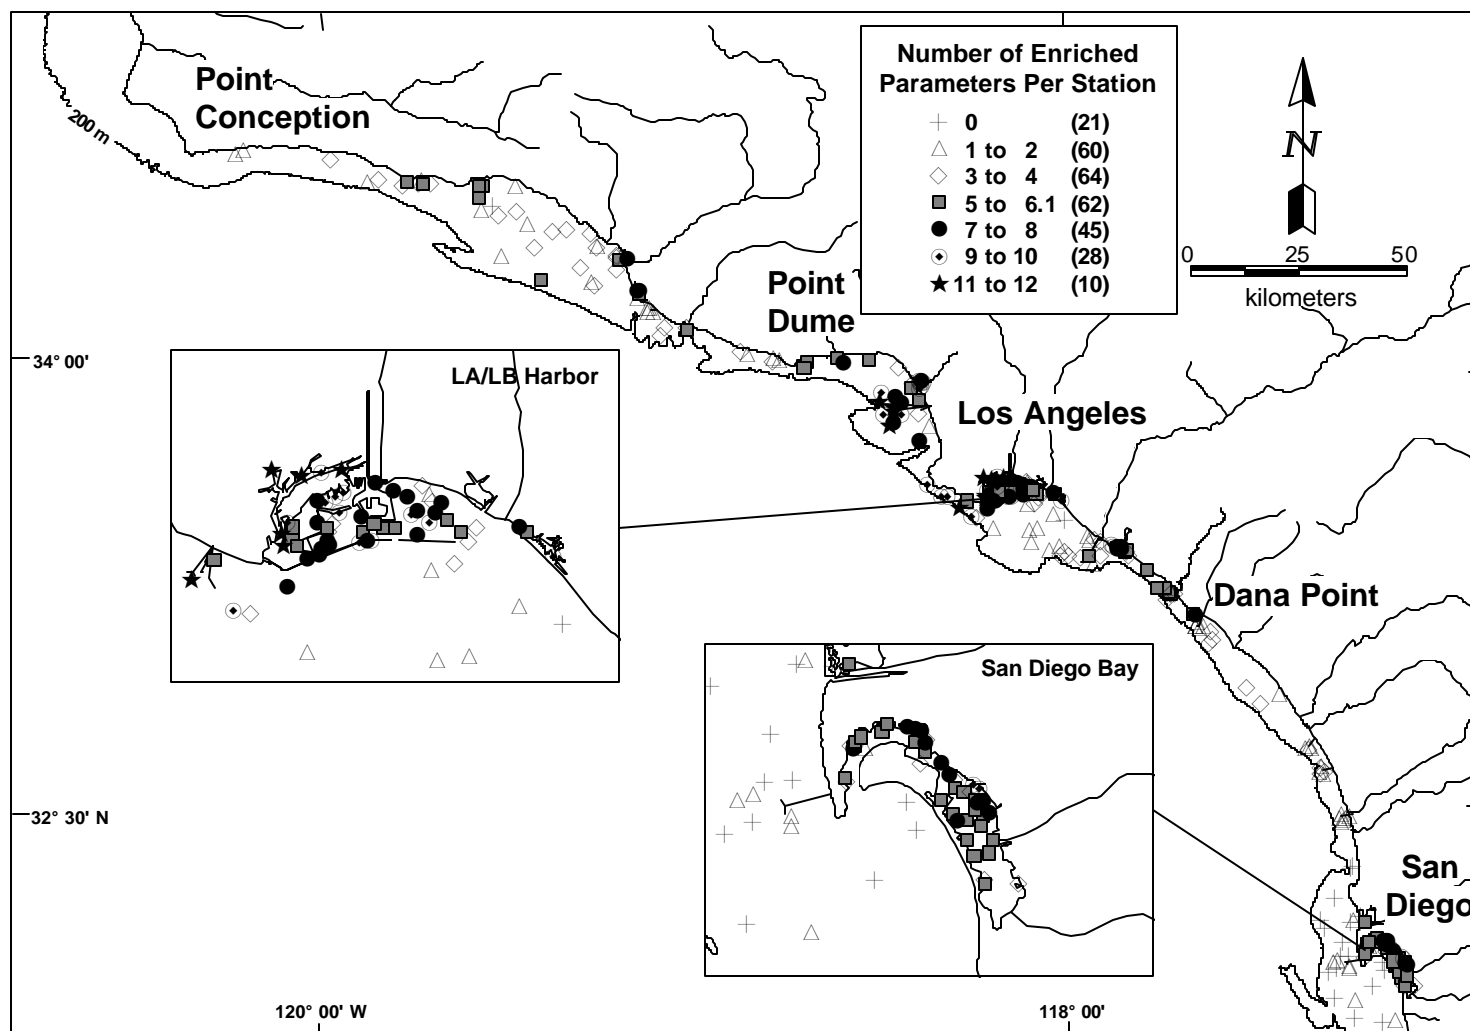 Point
Conception
200 m
Number of Enriched
Parameters Per Station
0 (21)
1 to 2 (60)
3 to 4 (64)
5 to 6.1 (62)
7 to 8 (45)
9 to 10 (28)
11 to 12 (10)
N
0 25 50
kilometers
Point
Dume
34° 00'
LA/LB Harbor
Los Angeles
Dana Point
San Diego Bay
32° 30' N
San
Diego
120° 00' W
118° 00'